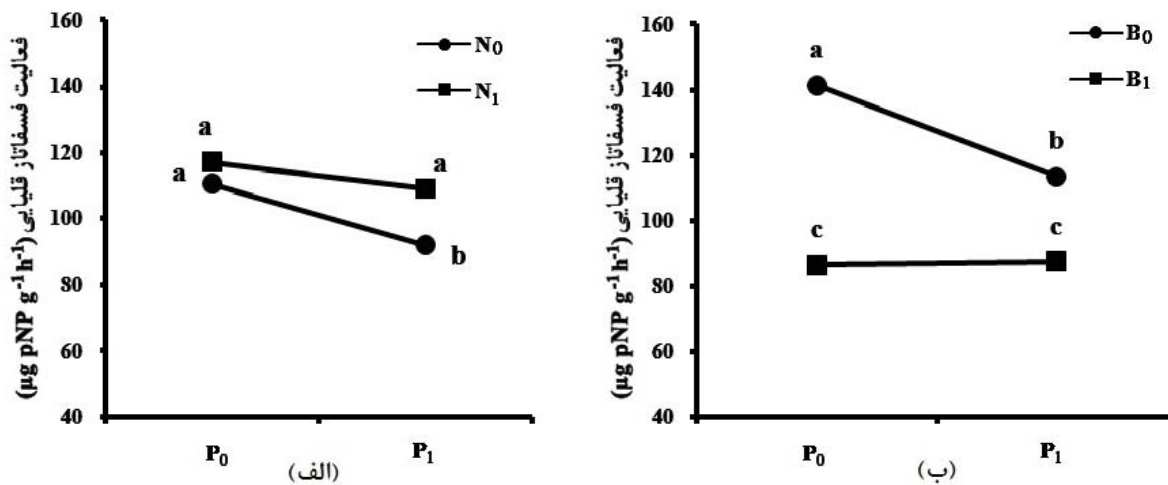 فعالیت فسفاتاز قلیایی
(µg pNP g⁻¹ h⁻¹)
160
140
120
100
80
60
40
N₀
N₁
a
a
a
b
P₀
P₁
(الف)
فعالیت فسفاتاز قلیایی
(µg pNP g⁻¹ h⁻¹)
160
140
120
100
80
60
40
B₀
B₁
a
b
c
c
P₀
P₁
(ب)